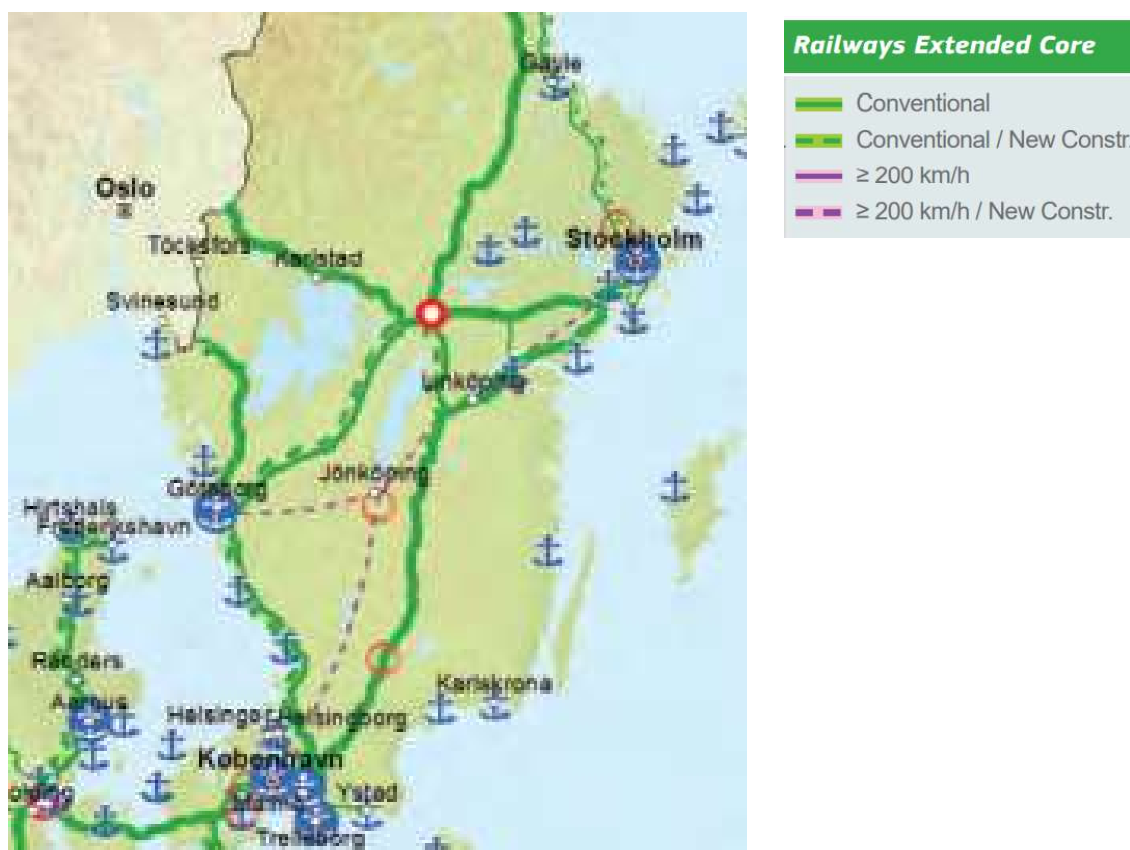 Gävle
Oslo
Stockholm
Töcksfors
Karlstad
Svinesund
Linköping
Jönköping
Göteborg
Hirtshals
Frederikshavn
Aalborg
Randers
Karlskrona
Aarhus
Helsingør
Helsingborg
København
Malmö
Ystad
Trelleborg
Railways Extended Core
Conventional
Conventional / New Constr.
≥ 200 km/h
≥ 200 km/h / New Constr.